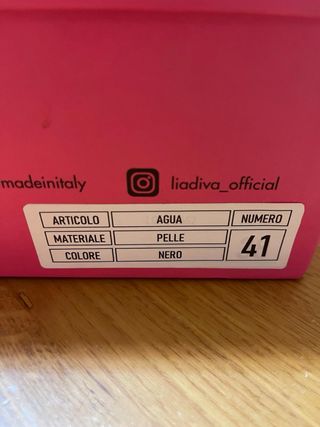 madeinitaly liadiva_official
ARTICOLO AGUA NUMERO
MATERIALE PELLE 41
COLORE NERO